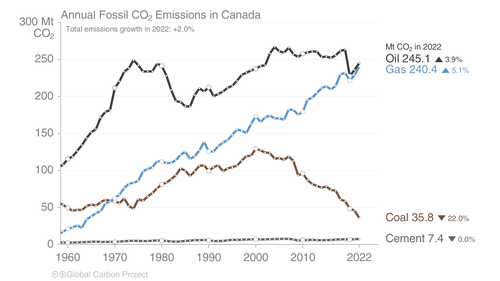 Annual Fossil CO₂ Emissions in Canada
300 Mt
CO₂
Total emissions growth in 2022: +2.0%
250
200
150
100
50
0
1960 1970 1980 1990 2000 2010 2022
Mt CO₂ in 2022
Oil 245.1 ▲ 3.9%
Gas 240.4 ▲ 5.1%
Coal 35.8 ▼ 22.0%
Cement 7.4 ▼ 0.0%
Global Carbon Project